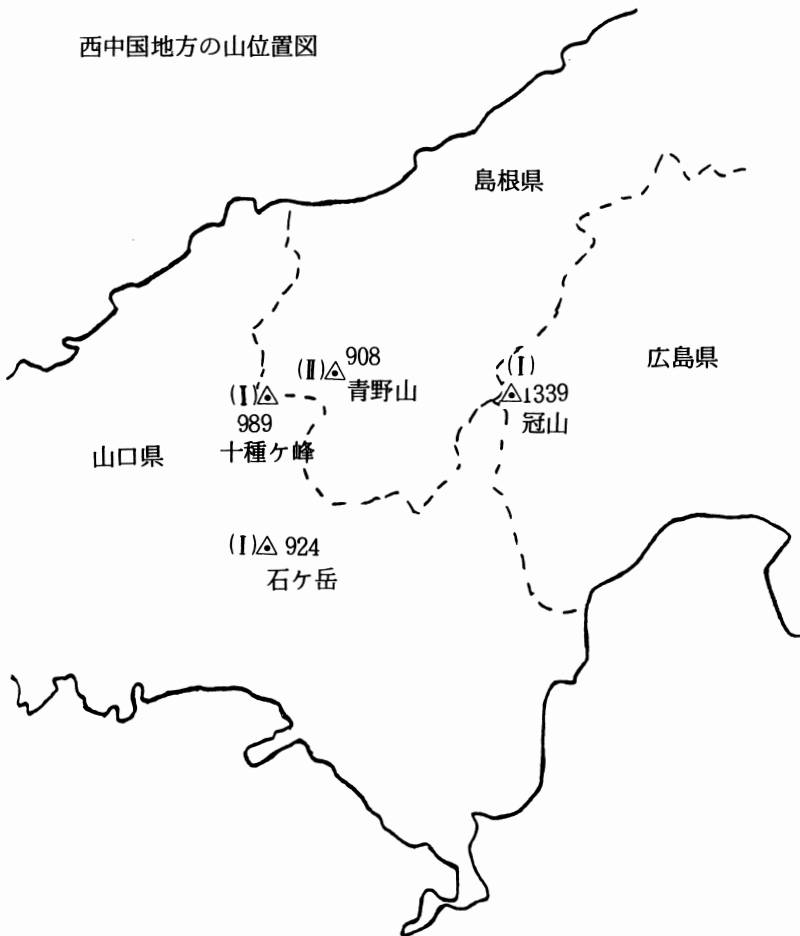 西中国地方の山位置図
島根県
広島県
(Ⅱ) 908
青野山
(Ⅰ)
1339
冠山
(Ⅰ)
989
十種ケ峰
山口県
(Ⅰ) 924
石ケ岳